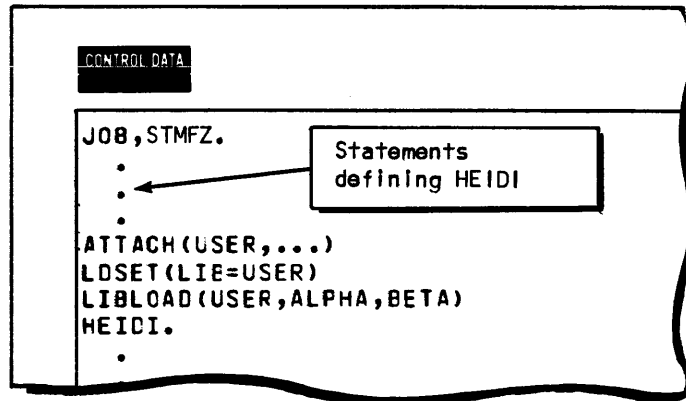 CONTROL DATA
JOB,STMFZ.
.
.
.
Statements
defining HEIDI
ATTACH(USER,...)
LDSET(LIB=USER)
LIBLOAD(USER,ALPHA,BETA)
HEIDI.
.